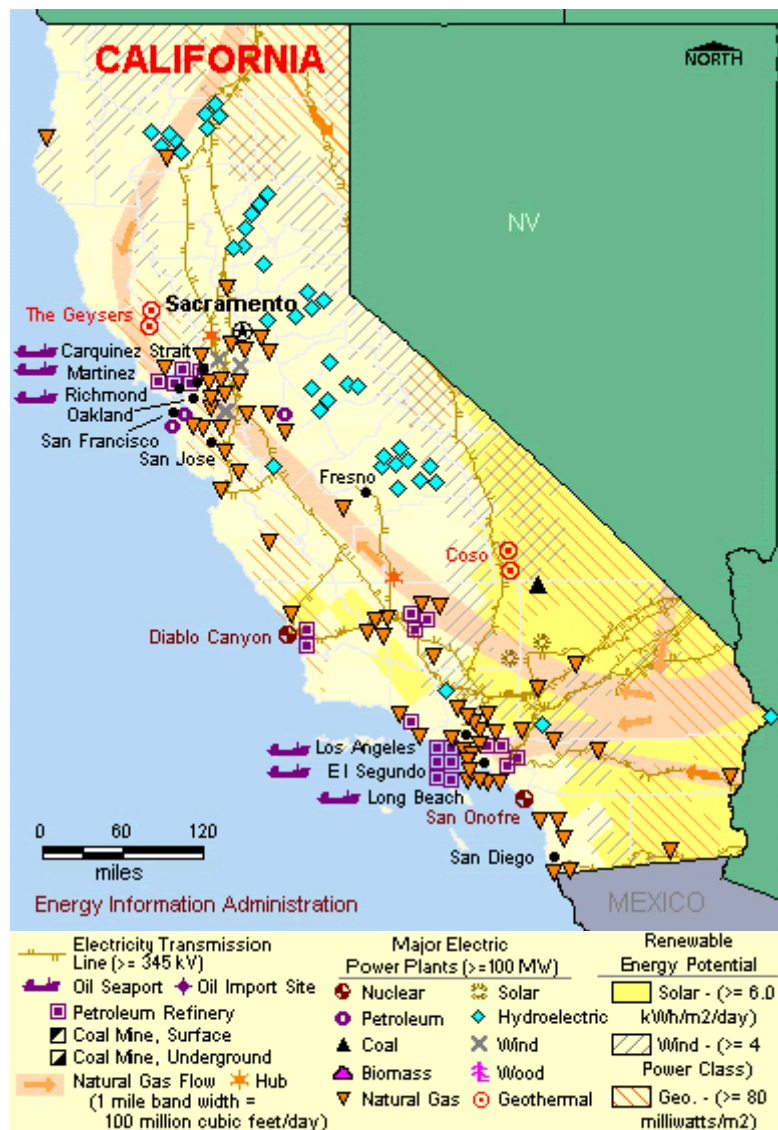 CALIFORNIA
NORTH
NV
The Geysers
Sacramento
Carquinez Strait
Martinez
Richmond
Oakland
San Francisco
San Jose
Fresno
Coso
Diablo Canyon
Los Angeles
El Segundo
Long Beach
San Onofre
San Diego
0 60 120
miles
MEXICO
Energy Information Administration
Electricity Transmission
Line (>= 345 kV)
Oil Seaport
Oil Import Site
Petroleum Refinery
Coal Mine, Surface
Coal Mine, Underground
Natural Gas Flow
Hub
(1 mile band width =
100 million cubic feet/day)
Major Electric
Power Plants (>=100 MW)
Nuclear
Petroleum
Coal
Biomass
Natural Gas
Solar
Hydroelectric
Wind
Wood
Geothermal
Renewable
Energy Potential
Solar - (>= 6.0
kWh/m2/day)
Wind - (>= 4
Power Class)
Geo. - (>= 80
milliwatts/m2)